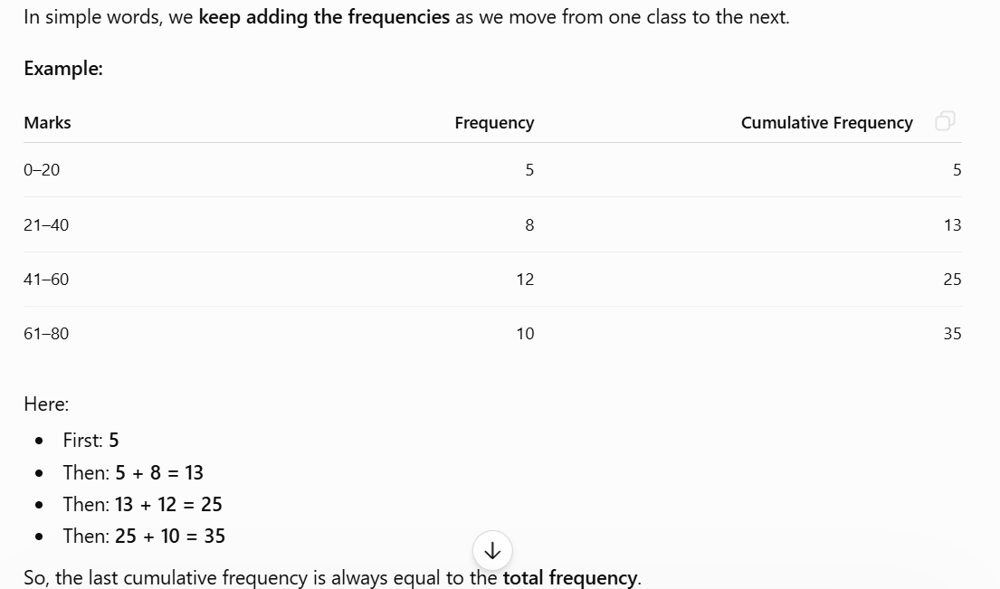 In simple words, we keep adding the frequencies as we move from one class to the next.
Example:
Marks Frequency Cumulative Frequency
0–20 5 5
21–40 8 13
41–60 12 25
61–80 10 35
Here:
• First: 5
• Then: 5 + 8 = 13
• Then: 13 + 12 = 25
• Then: 25 + 10 = 35
So, the last cumulative frequency is always equal to the total frequency.